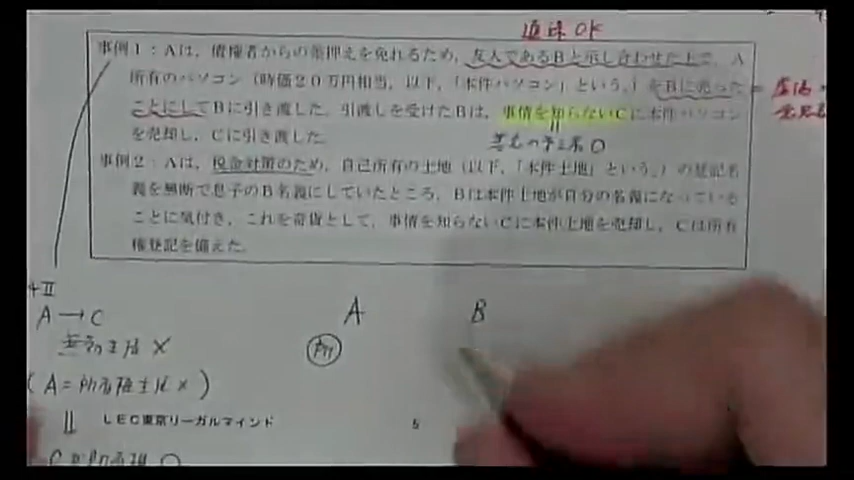 直球OK
事例1：Aは，債権者からの差押えを免れるため，友人であるBと示し合わせた上で，A
所有のパソコン（時価20万円相当，以下，「本件パソコン」という。）をBに売った
ことにしてBに引き渡した。引渡しを受けたBは，事情を知らないCに本件パソコン
を売却し，Cに引き渡した。
善意の第三者○
事例2：Aは，税金対策のため，自己所有の土地（以下，「本件土地」という。）の登記名
義を無断で息子のB名義にしていたところ，Bは本件土地が自分の名義になっている
ことに気付き，これを奇貨として，事情を知らないCに本件土地を売却し，Cは所有
権登記を備えた。
A→C
A B
無効主張 ×
(A=所有権主張×)
LEC東京リーガルマインド
5